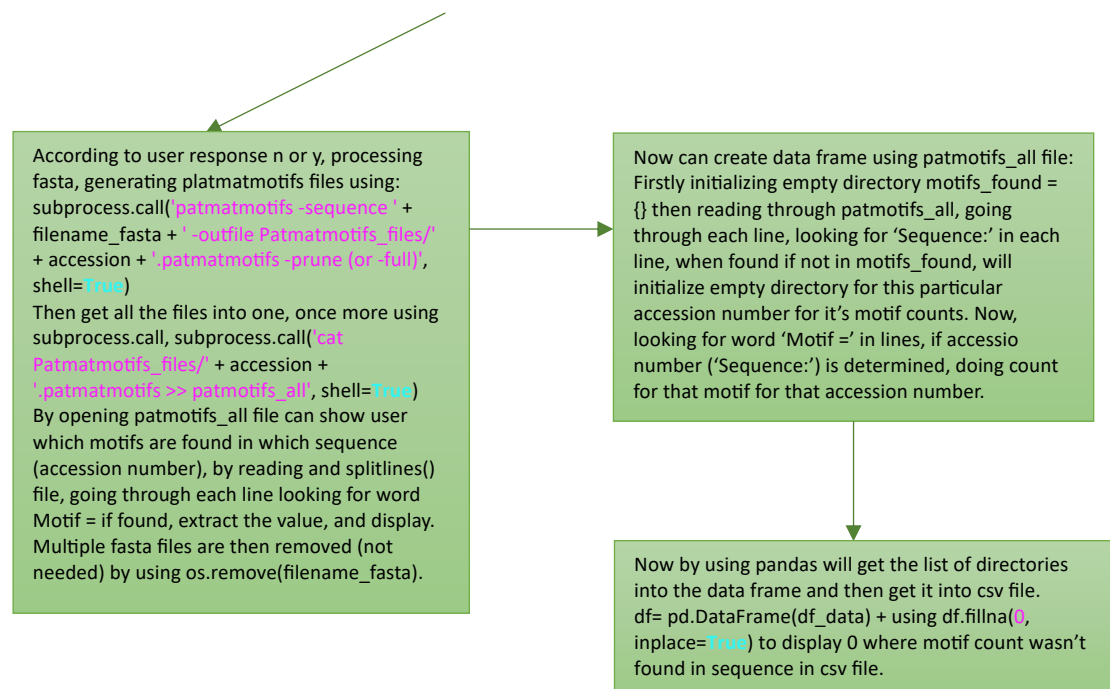 According to user response n or y, processing
fasta, generating platmatmotifs files using:
subprocess.call('patmatmotifs -sequence ' +
filename_fasta + ' -outfile Patmatmotifs_files/'
+ accession + '.patmatmotifs -prune (or -full)',
shell=True)
Then get all the files into one, once more using
subprocess.call, subprocess.call('cat
Patmatmotifs_files/' + accession +
'.patmatmotifs >> patmotifs_all', shell=True)
By opening patmotifs_all file can show user
which motifs are found in which sequence
(accession number), by reading and splitlines()
file, going through each line looking for word
Motif = if found, extract the value, and display.
Multiple fasta files are then removed (not
needed) by using os.remove(filename_fasta).
Now can create data frame using patmotifs_all file:
Firstly initializing empty directory motifs_found =
{} then reading through patmotifs_all, going
through each line, looking for ‘Sequence:’ in each
line, when found if not in motifs_found, will
initialize empty directory for this particular
accession number for it’s motif counts. Now,
looking for word ‘Motif =’ in lines, if accessio
number (‘Sequence:’) is determined, doing count
for that motif for that accession number.
Now by using pandas will get the list of directories
into the data frame and then get it into csv file.
df= pd.DataFrame(df_data) + using df.fillna(0,
inplace=True) to display 0 where motif count wasn’t
found in sequence in csv file.